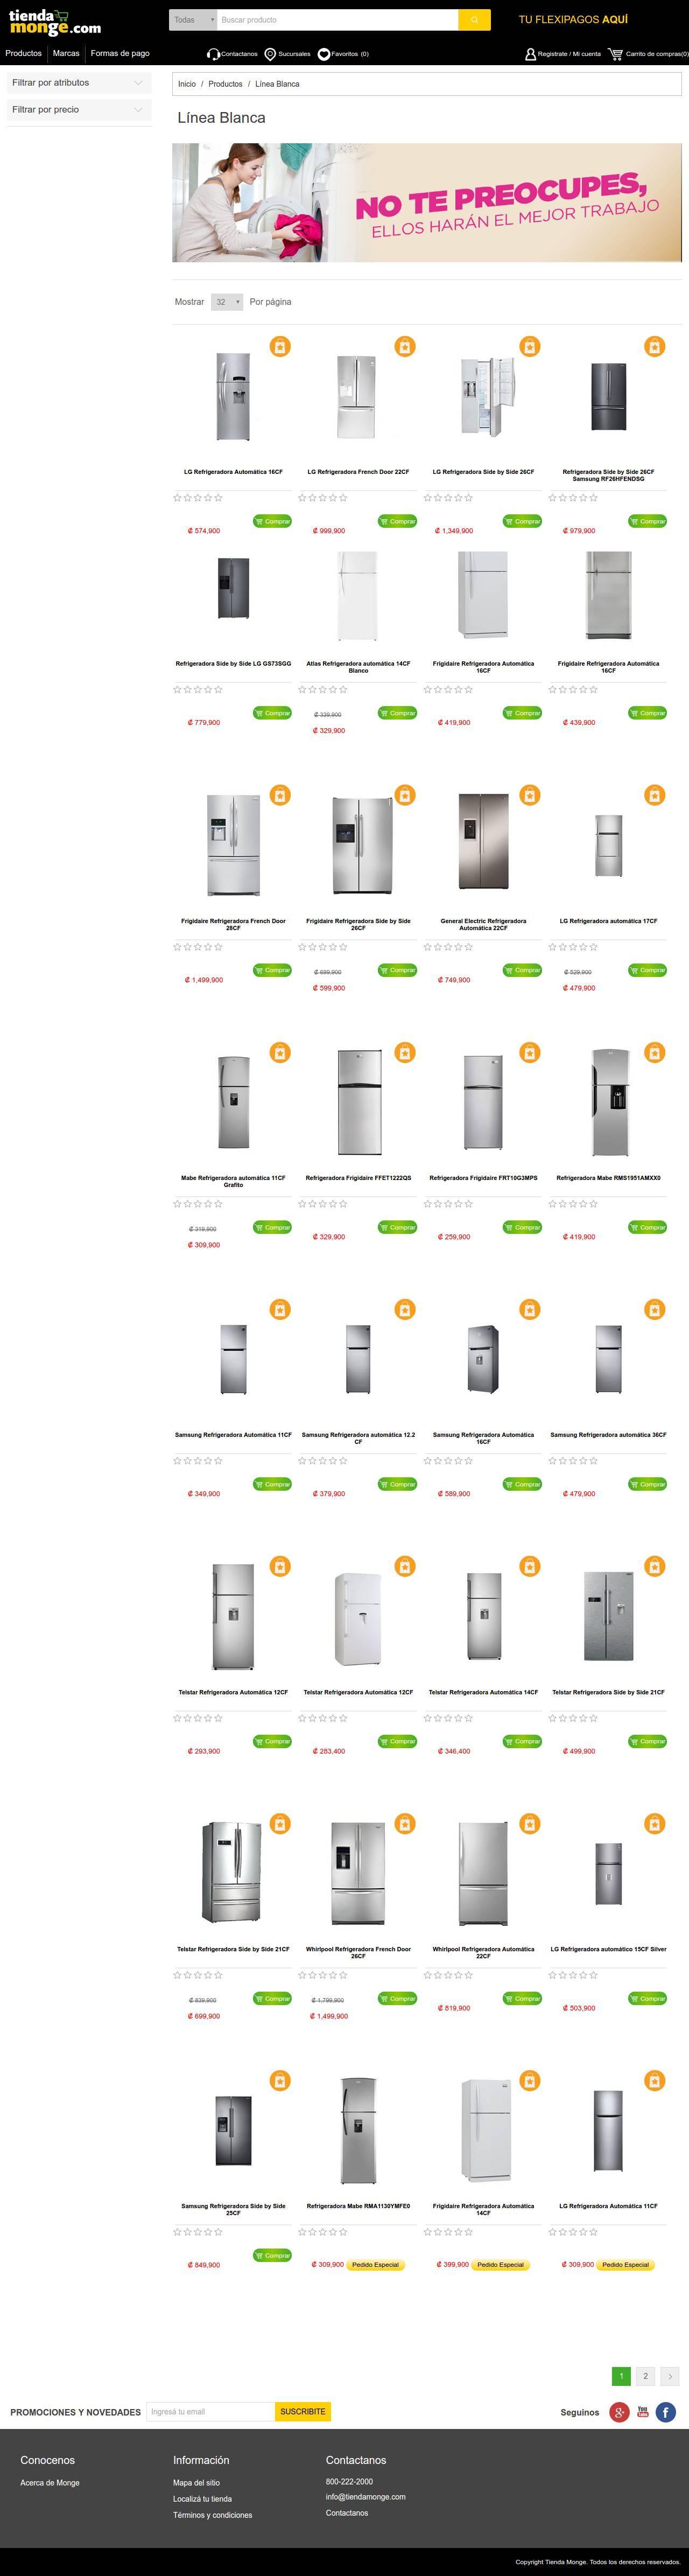 tienda
monge.com
Todas
Buscar producto
TU FLEXIPAGOS AQUÍ
Productos
Marcas
Formas de pago
Contactanos
Sucursales
Favoritos (0)
Registrate / Mi cuenta
Carrito de compras(0)
Filtrar por atributos
Filtrar por precio
Inicio / Productos / Línea Blanca
Línea Blanca
NO TE PREOCUPES,
ELLOS HARÁN EL MEJOR TRABAJO
Mostrar 32 Por página
LG Refrigeradora Automática 16CF
₡ 574,900
Comprar
LG Refrigeradora French Door 22CF
₡ 999,900
Comprar
LG Refrigeradora Side by Side 26CF
₡ 1,349,900
Comprar
Refrigeradora Side by Side 26CF
Samsung RF26HFENDSG
₡ 979,900
Comprar
Refrigeradora Side by Side LG GS73SGG
₡ 779,900
Comprar
Atlas Refrigeradora automática 14CF
Blanco
₡ 339,900
₡ 329,900
Comprar
Frigidaire Refrigeradora Automática
16CF
₡ 419,900
Comprar
Frigidaire Refrigeradora Automática
16CF
₡ 439,900
Comprar
Frigidaire Refrigeradora French Door
28CF
₡ 1,499,900
Comprar
Frigidaire Refrigeradora Side by Side
26CF
₡ 699,900
₡ 599,900
Comprar
General Electric Refrigeradora
Automática 22CF
₡ 749,900
Comprar
LG Refrigeradora automática 17CF
₡ 529,900
₡ 479,900
Comprar
Mabe Refrigeradora automática 11CF
Grafito
₡ 319,900
₡ 309,900
Comprar
Refrigeradora Frigidaire FFET1222QS
₡ 329,900
Comprar
Refrigeradora Frigidaire FRT10G3MPS
₡ 259,900
Comprar
Refrigeradora Mabe RMS1951AMXX0
₡ 419,900
Comprar
Samsung Refrigeradora Automática 11CF
₡ 349,900
Comprar
Samsung Refrigeradora automática 12.2
CF
₡ 379,900
Comprar
Samsung Refrigeradora Automática
16CF
₡ 589,900
Comprar
Samsung Refrigeradora automática 36CF
₡ 479,900
Comprar
Telstar Refrigeradora Automática 12CF
₡ 293,900
Comprar
Telstar Refrigeradora Automática 12CF
₡ 283,400
Comprar
Telstar Refrigeradora Automática 14CF
₡ 346,400
Comprar
Telstar Refrigeradora Side by Side 21CF
₡ 499,900
Comprar
Telstar Refrigeradora Side by Side 21CF
₡ 839,900
₡ 699,900
Comprar
Whirlpool Refrigeradora French Door
26CF
₡ 1,799,900
₡ 1,499,900
Comprar
Whirlpool Refrigeradora Automática
22CF
₡ 819,900
Comprar
LG Refrigeradora automático 15CF Silver
₡ 503,900
Comprar
Samsung Refrigeradora Side by Side
25CF
₡ 849,900
Comprar
Refrigeradora Mabe RMA1130YMFE0
₡ 309,900
Pedido Especial
Frigidaire Refrigeradora Automática
14CF
₡ 399,900
Pedido Especial
LG Refrigeradora Automática 11CF
₡ 309,900
Pedido Especial
1
2
PROMOCIONES Y NOVEDADES
Ingresá tu email
SUSCRIBITE
Seguinos
g+
You
Tube
f
Conocenos
Acerca de Monge
Información
Mapa del sitio
Localizá tu tienda
Términos y condiciones
Contactanos
800-222-2000
info@tiendamonge.com
Contactanos
Copyright Tienda Monge. Todos los derechos reservados.